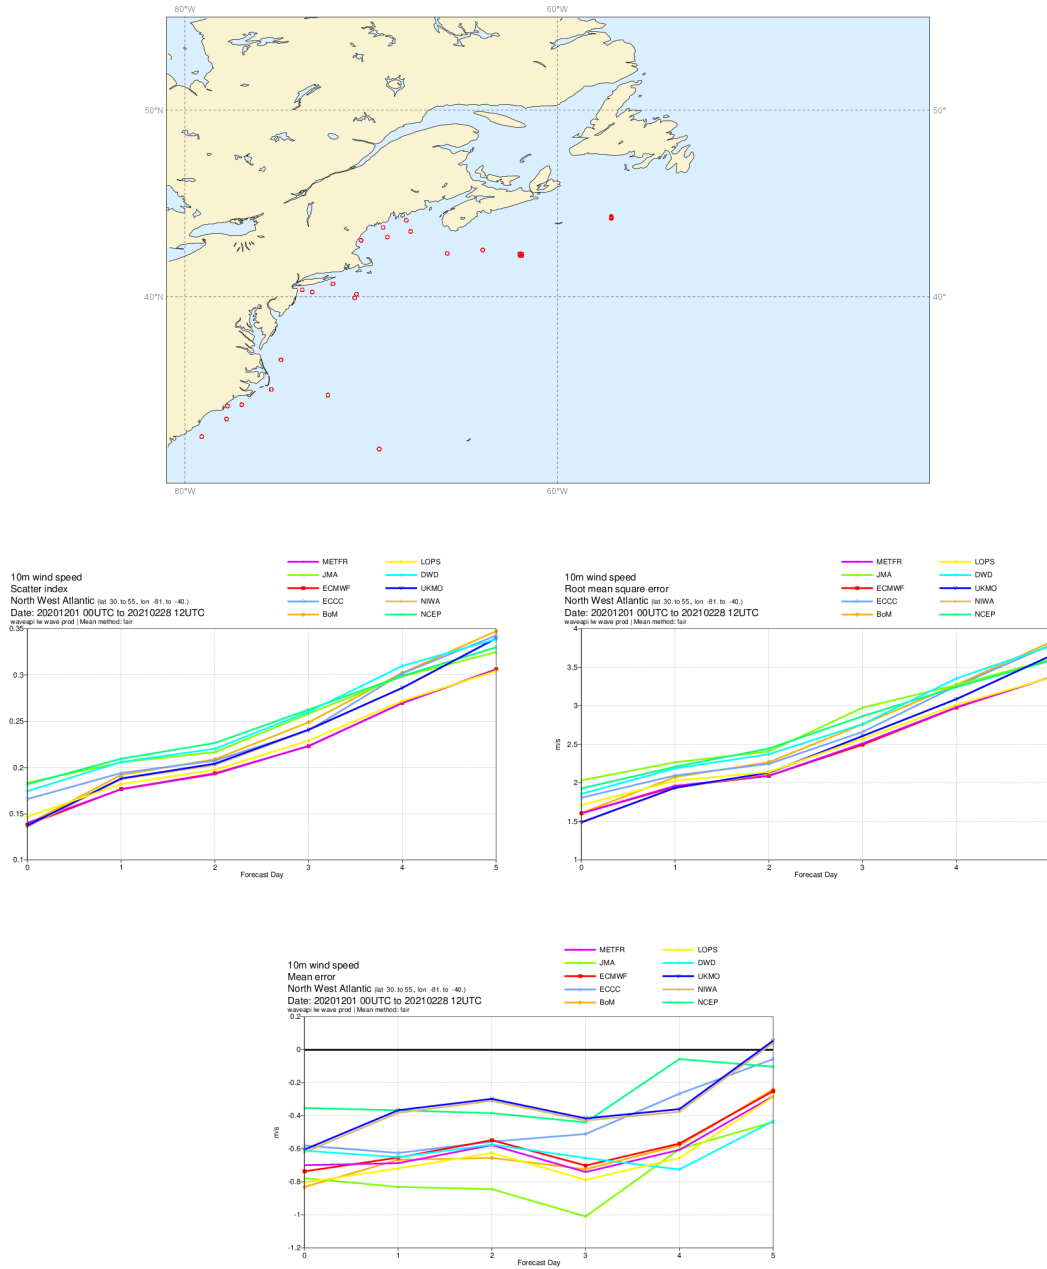 80°W 60°W
50°N 50°
40°N 40°
80°W 60°W
10m wind speed
Scatter index
North West Atlantic (lat 30. to 55., lon -81. to -40.)
Date: 20201201 00UTC to 20210228 12UTC
waveapi lw wave prod | Mean method: fair
METFR LOPS
JMA DWD
ECMWF UKMO
ECCC NIWA
BoM NCEP
0.35
0.3
0.25
0.2
0.15
0.1
0 1 2 3 4 5
Forecast Day
10m wind speed
Root mean square error
North West Atlantic (lat 30. to 55., lon -81. to -40.)
Date: 20201201 00UTC to 20210228 12UTC
waveapi lw wave prod | Mean method: fair
METFR LOPS
JMA DWD
ECMWF UKMO
ECCC NIWA
BoM NCEP
4
3.5
3
m/s
2.5
2
1.5
1
0 1 2 3 4
Forecast Day
10m wind speed
Mean error
North West Atlantic (lat 30. to 55., lon -81. to -40.)
Date: 20201201 00UTC to 20210228 12UTC
waveapi lw wave prod | Mean method: fair
METFR LOPS
JMA DWD
ECMWF UKMO
ECCC NIWA
BoM NCEP
0.2
0
-0.2
-0.4
m/s
-0.6
-0.8
-1
-1.2
0 1 2 3 4 5
Forecast Day